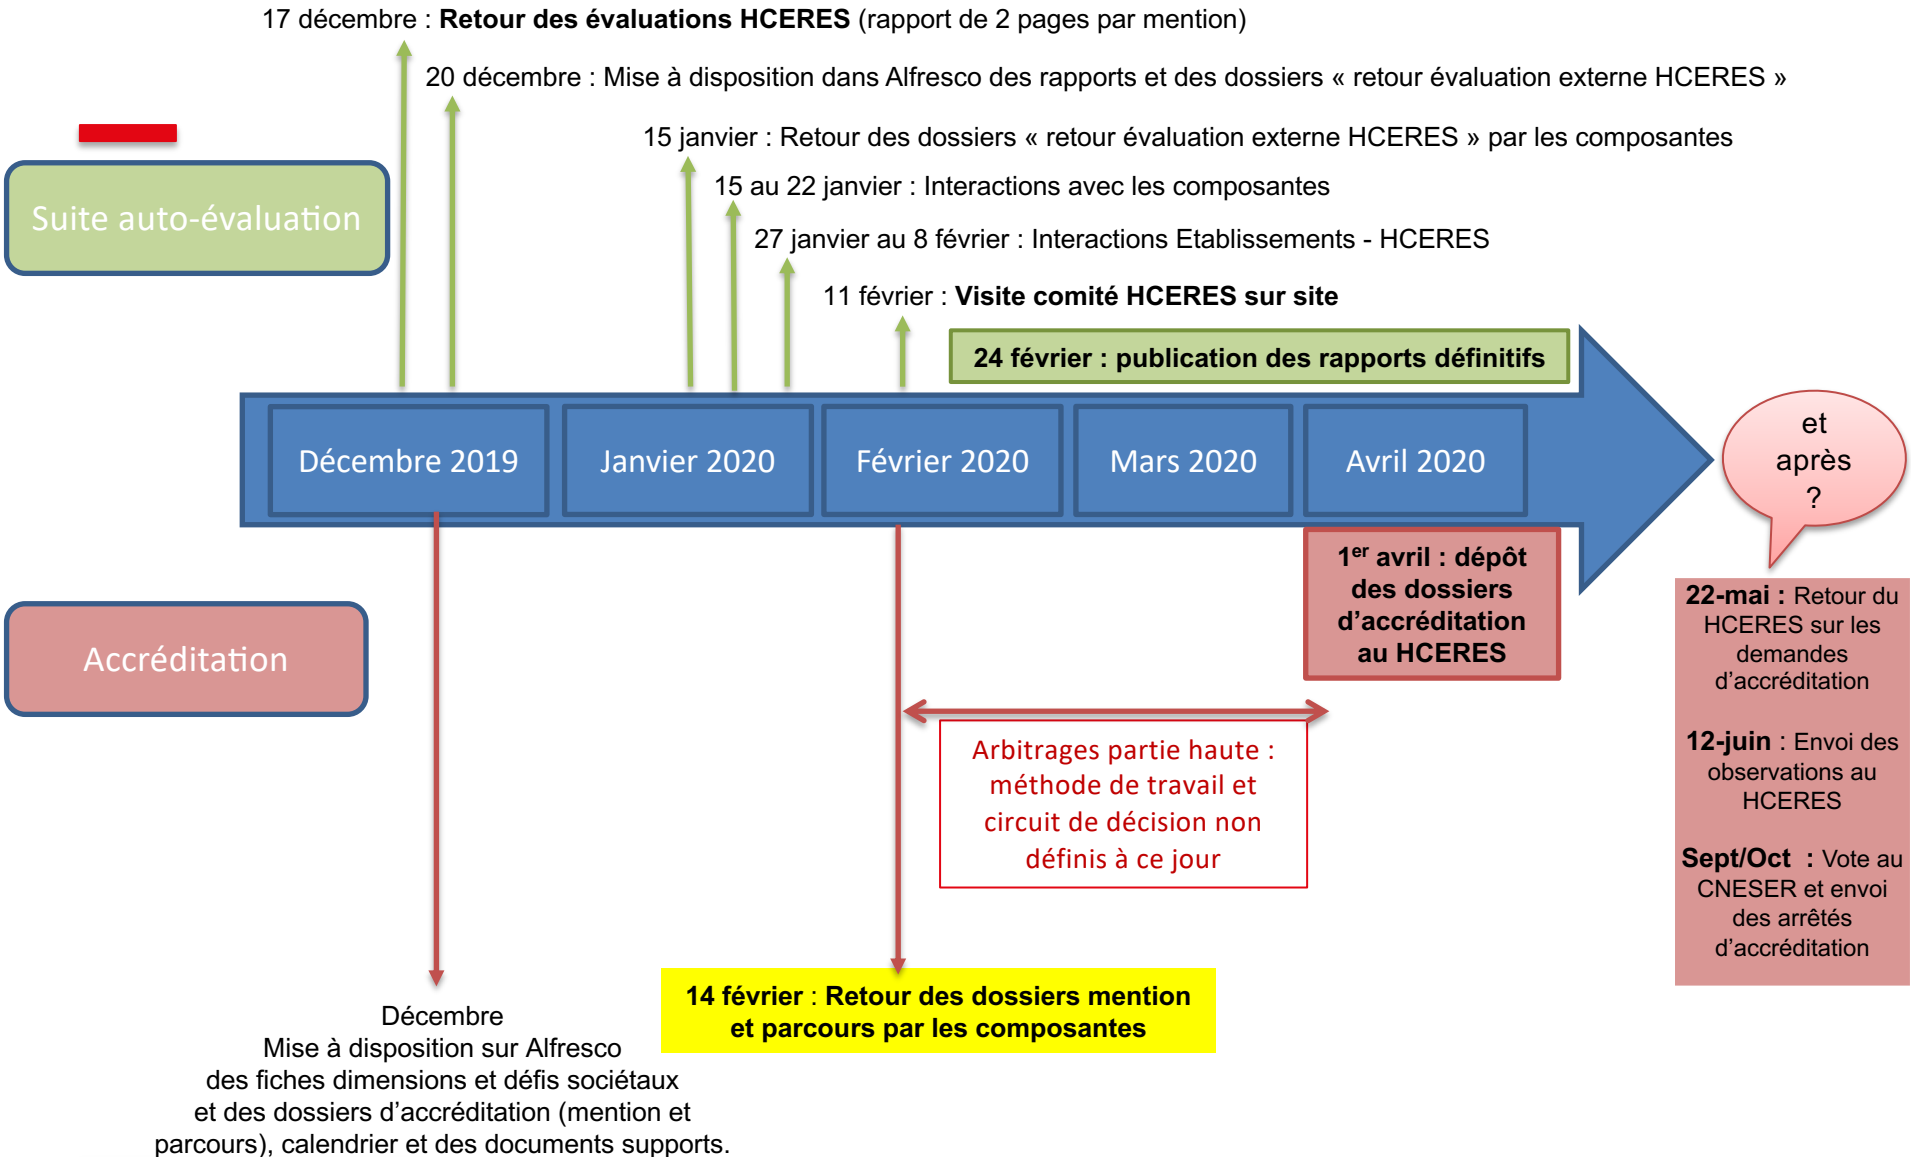 17 décembre : Retour des évaluations HCERES (rapport de 2 pages par mention)
20 décembre : Mise à disposition dans Alfresco des rapports et des dossiers « retour évaluation externe HCERES »
15 janvier : Retour des dossiers « retour évaluation externe HCERES » par les composantes
15 au 22 janvier : Interactions avec les composantes
Suite auto-évaluation
27 janvier au 8 février : Interactions Etablissements - HCERES
11 février : Visite comité HCERES sur site
24 février : publication des rapports définitifs
Décembre 2019
Janvier 2020
Février 2020
Mars 2020
Avril 2020
et
après
?
1er avril : dépôt
des dossiers
d'accréditation
au HCERES
Accréditation
22-mai : Retour du
HCERES sur les
demandes
d'accréditation
12-juin : Envoi des
observations au
HCERES
Sept/Oct : Vote au
CNESER et envoi
des arrêtés
d'accréditation
Arbitrages partie haute :
méthode de travail et
circuit de décision non
définis à ce jour
14 février : Retour des dossiers mention
et parcours par les composantes
Décembre
Mise à disposition sur Alfresco
des fiches dimensions et défis sociétaux
et des dossiers d'accréditation (mention et
parcours), calendrier et des documents supports.